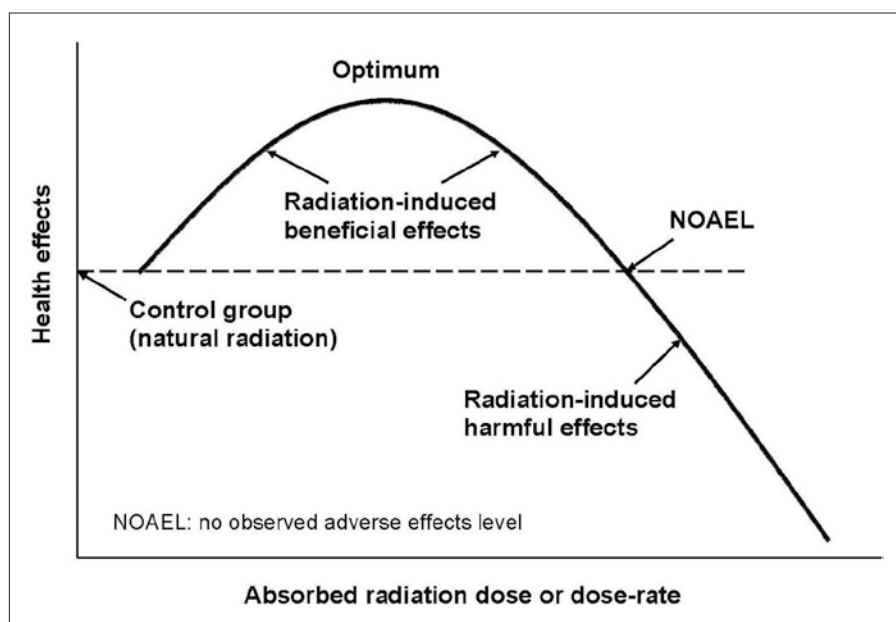 Optimum
Radiation-induced
beneficial effects
NOAEL
Health effects
Control group
(natural radiation)
Radiation-induced
harmful effects
NOAEL: no observed adverse effects level
Absorbed radiation dose or dose-rate